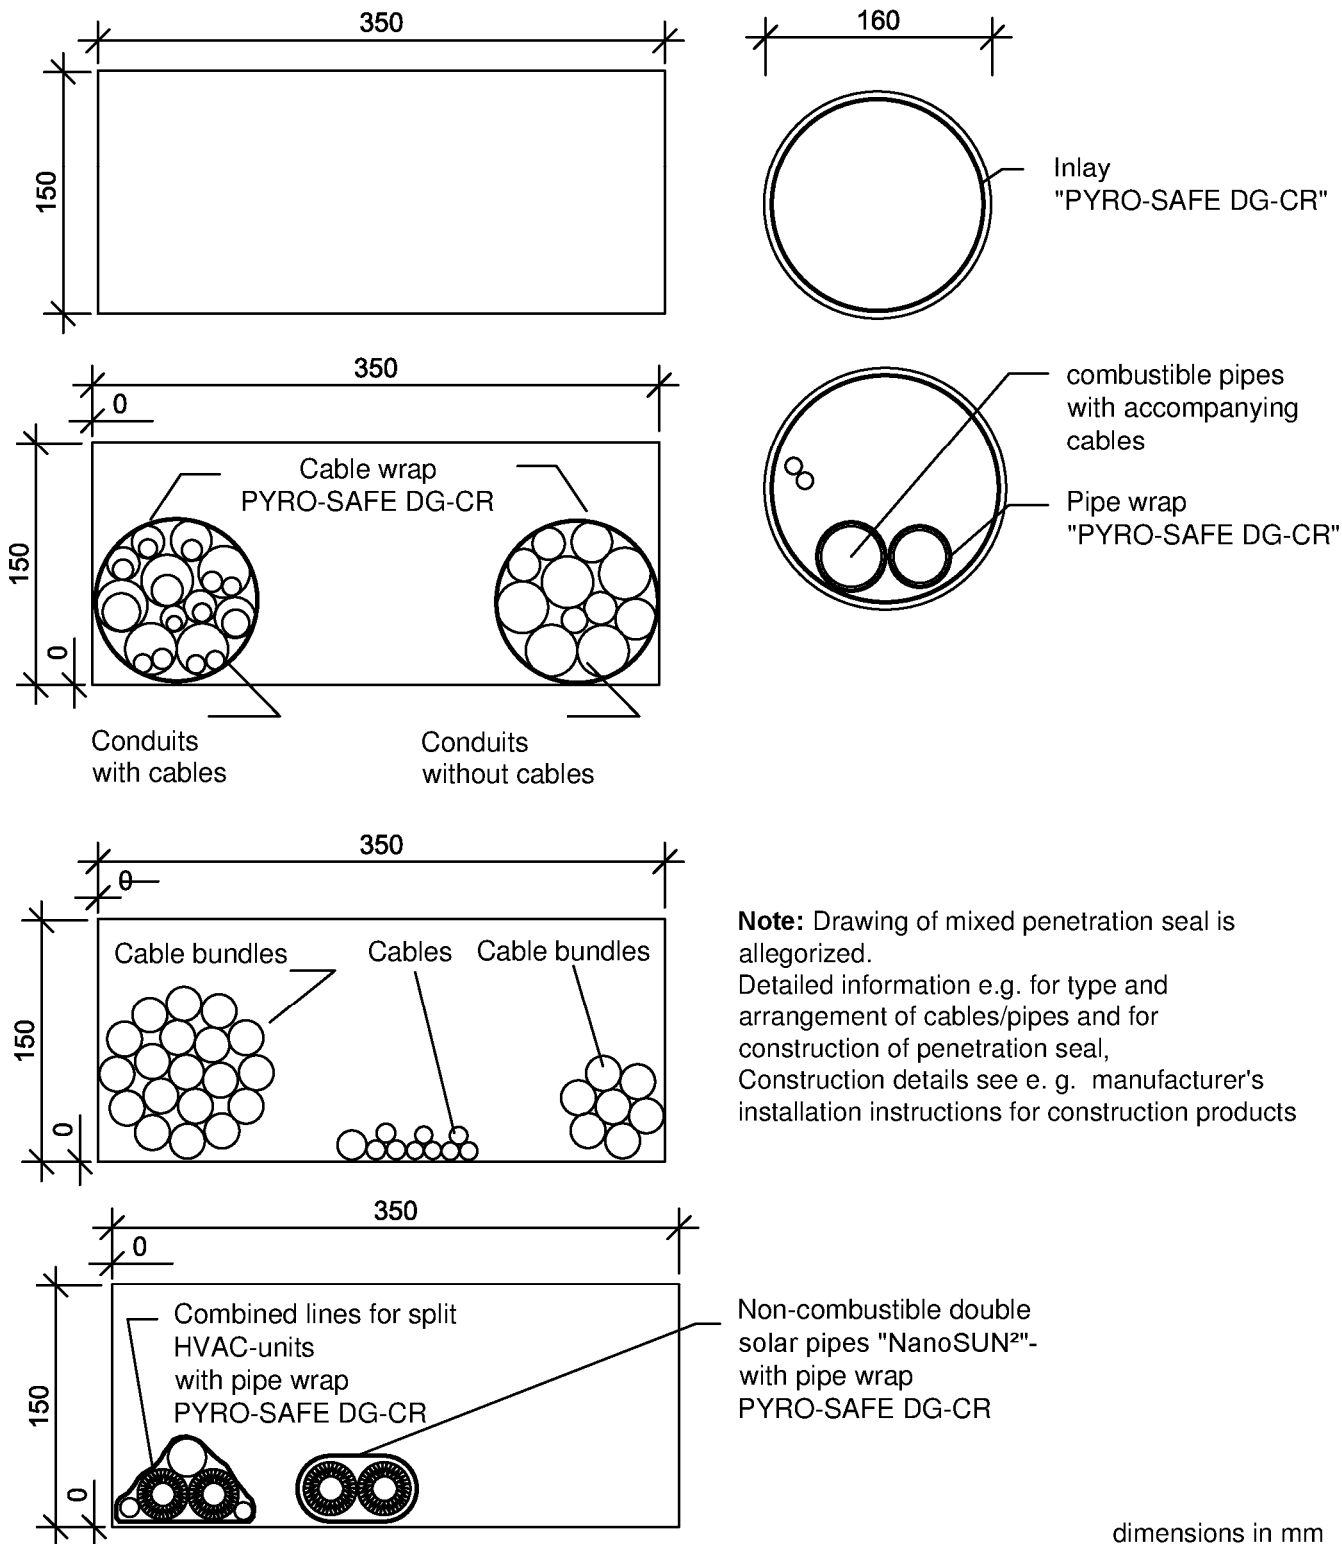 350
160
150
Inlay
"PYRO-SAFE DG-CR"
350
0
150
0
Cable wrap
PYRO-SAFE DG-CR
combustible pipes
with accompanying
cables
Pipe wrap
"PYRO-SAFE DG-CR"
Conduits
with cables
Conduits
without cables
350
0
150
0
Cable bundles
Cables
Cable bundles
Note: Drawing of mixed penetration seal is
allegorized.
Detailed information e.g. for type and
arrangement of cables/pipes and for
construction of penetration seal,
Construction details see e. g. manufacturer's
installation instructions for construction products
350
0
150
0
Combined lines for split
HVAC-units
with pipe wrap
PYRO-SAFE DG-CR
Non-combustible double
solar pipes "NanoSUN²"-
with pipe wrap
PYRO-SAFE DG-CR
dimensions in mm